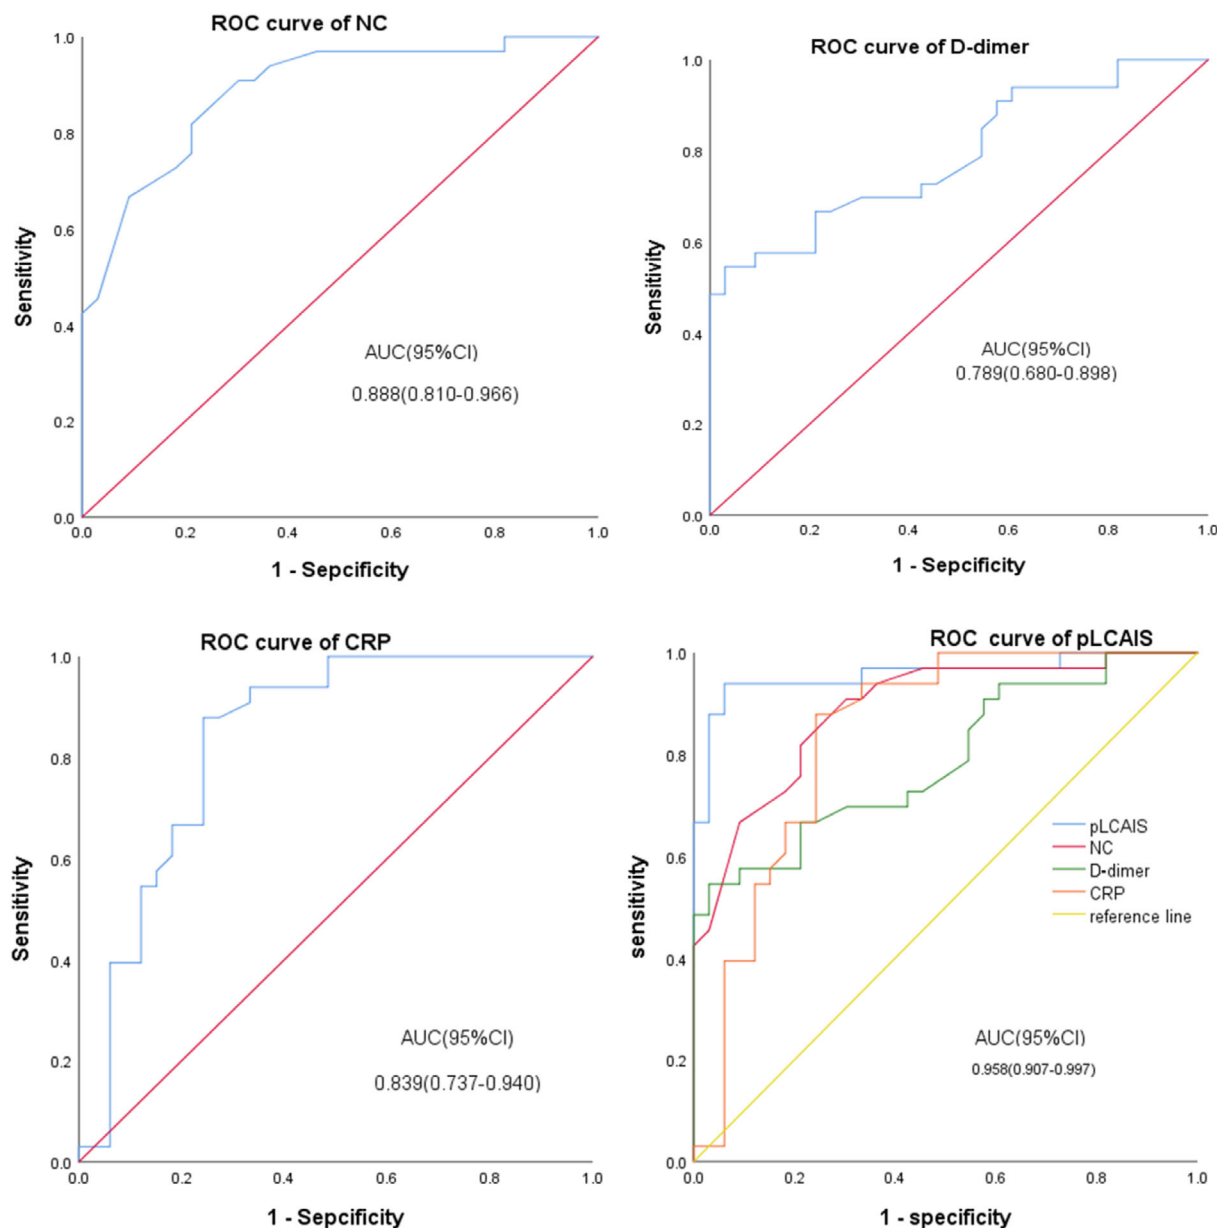 ROC curve of NC
1.0
0.8
0.6
0.4
0.2
0.0
Sensitivity
AUC(95%CI)
0.888(0.810-0.966)
0.0 0.2 0.4 0.6 0.8 1.0
1 - Sepcificity
ROC curve of D-dimer
1.0
0.8
0.6
0.4
0.2
0.0
Sensitivity
AUC(95%CI)
0.789(0.680-0.898)
0.0 0.2 0.4 0.6 0.8 1.0
1 - Sepcificity
ROC curve of CRP
1.0
0.8
0.6
0.4
0.2
0.0
Sensitivity
AUC(95%CI)
0.839(0.737-0.940)
0.0 0.2 0.4 0.6 0.8 1.0
1 - Sepcificity
ROC curve of pLCAIS
1.0
0.8
0.6
0.4
0.2
0.0
sensitivity
pLCAIS
NC
D-dimer
CRP
reference line
AUC(95%CI)
0.958(0.907-0.997)
0.0 0.2 0.4 0.6 0.8 1.0
1 - specificity